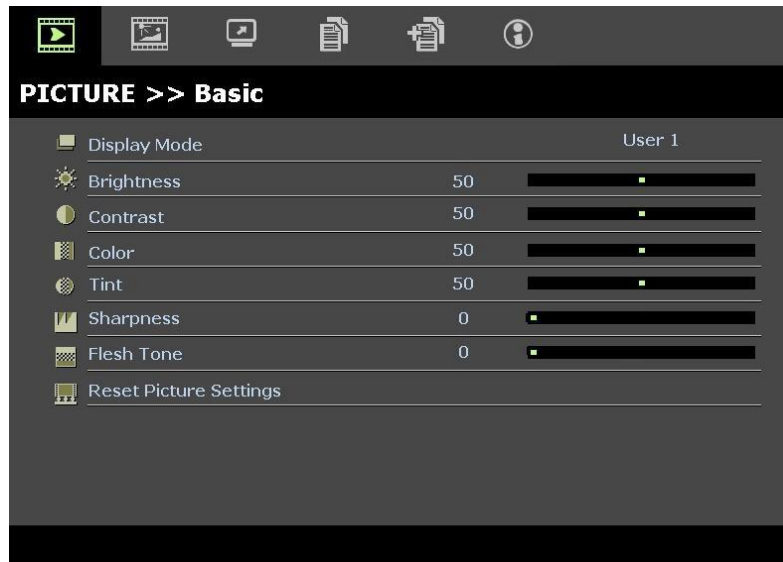 PICTURE >> Basic
Display Mode User 1
Brightness 50
Contrast 50
Color 50
Tint 50
Sharpness 0
Flesh Tone 0
Reset Picture Settings